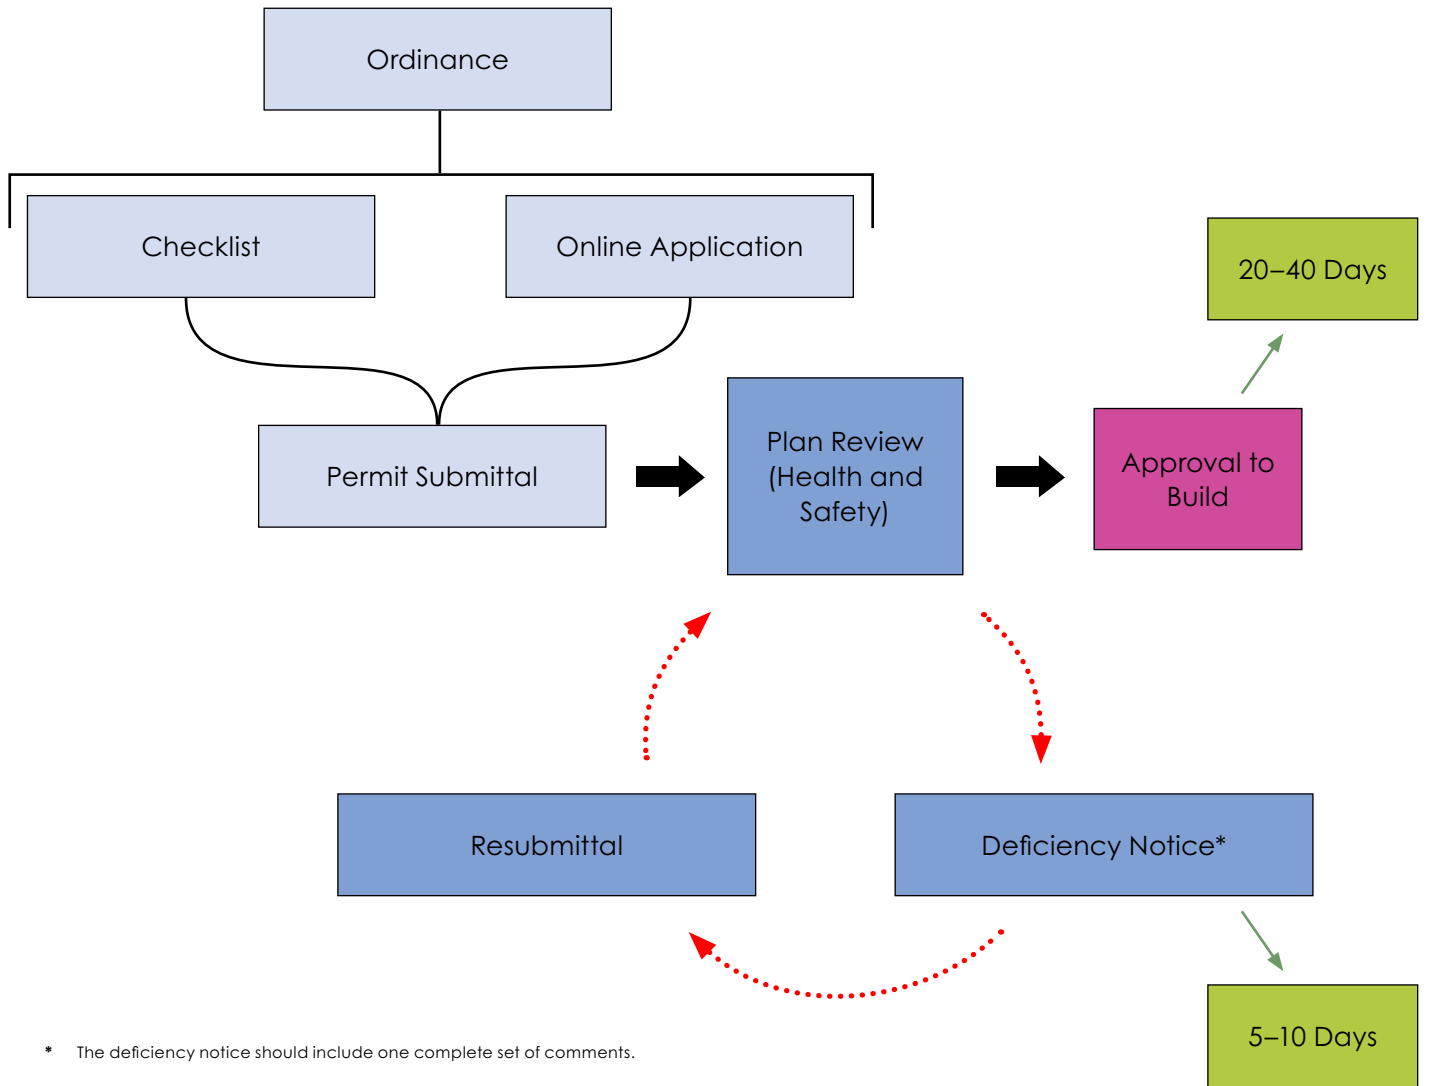 Ordinance
Checklist
Online Application
20–40 Days
Permit Submittal
Plan Review
(Health and
Safety)
Approval to
Build
Resubmittal
Deficiency Notice*
5–10 Days
* The deficiency notice should include one complete set of comments.